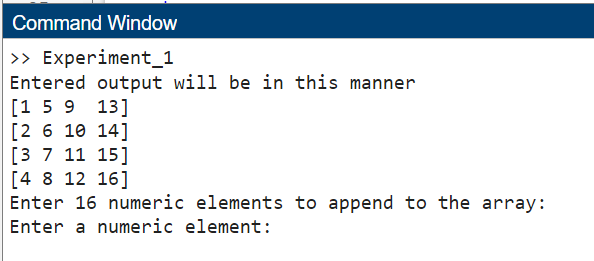 Command Window
>> Experiment_1
Entered output will be in this manner
[1 5 9  13]
[2 6 10 14]
[3 7 11 15]
[4 8 12 16]
Enter 16 numeric elements to append to the array:
Enter a numeric element: